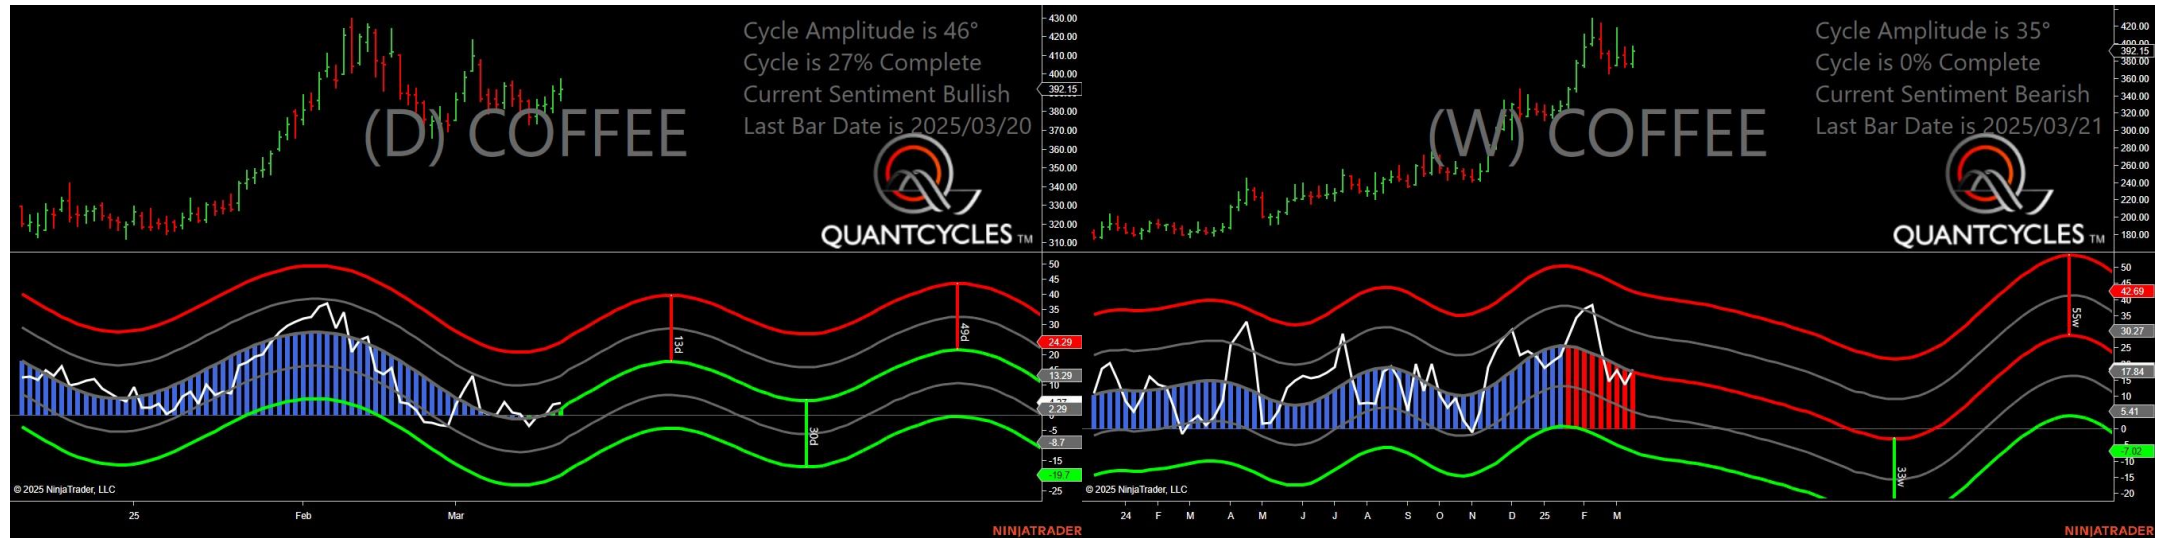 Cycle Amplitude is 46°
Cycle is 27% Complete
Current Sentiment Bullish
Last Bar Date is 2025/03/20
(D) COFFEE
QUANTCYCLES TM
430.00
420.00
410.00
400.00
392.15
380.00
370.00
360.00
350.00
340.00
330.00
320.00
310.00
50
45
40
35
30
24.29
20
13.29
2.29
-5
-8.7
-15
-19.7
-25
13d
30d
49d
© 2025 NinjaTrader, LLC
25 Feb Mar
NINJATRADER
Cycle Amplitude is 35°
Cycle is 0% Complete
Current Sentiment Bearish
Last Bar Date is 2025/03/21
(W) COFFEE
QUANTCYCLES TM
420.00
392.15
380.00
360.00
340.00
320.00
300.00
280.00
260.00
240.00
220.00
200.00
180.00
50
42.69
40
35
30.27
25
17.84
15
10
5.41
0
-7.02
-10
-15
-20
33w
55w
© 2025 NinjaTrader, LLC
24 F M A M J J A S O N D 25 F M
NINJATRADER